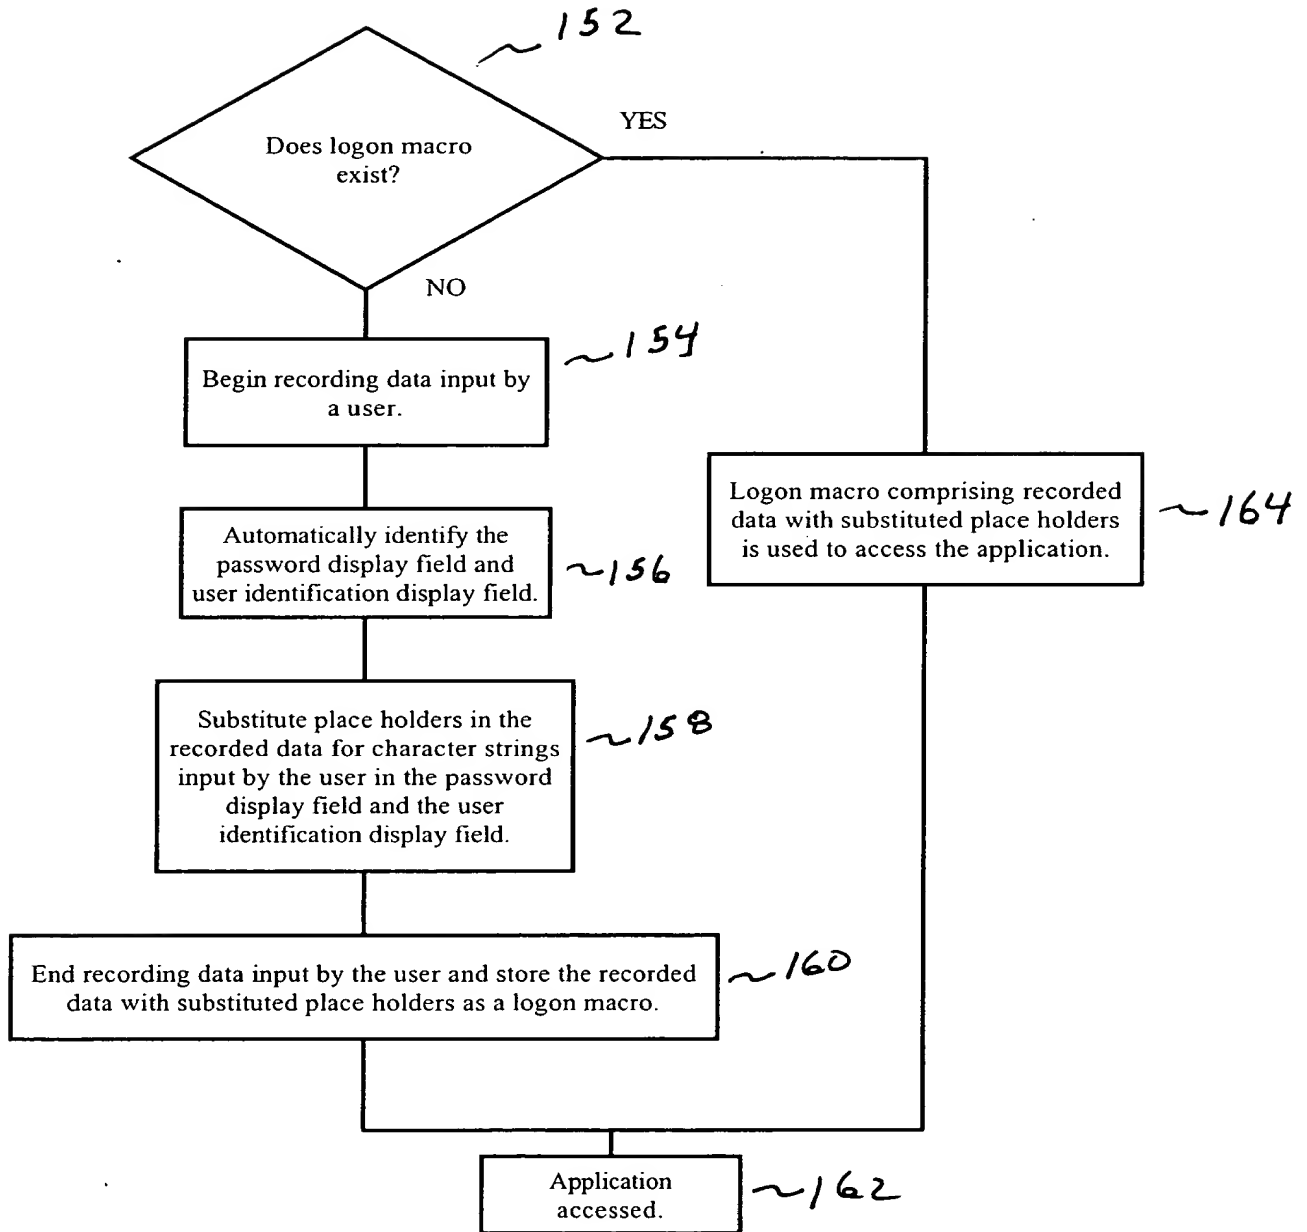 152
Does logon macro
exist?
YES
NO
154
Begin recording data input by
a user.
Automatically identify the
password display field and
user identification display field.
156
Logon macro comprising recorded
data with substituted place holders
is used to access the application.
164
Substitute place holders in the
recorded data for character strings
input by the user in the password
display field and the user
identification display field.
158
End recording data input by the user and store the recorded
data with substituted place holders as a logon macro.
160
Application
accessed.
162